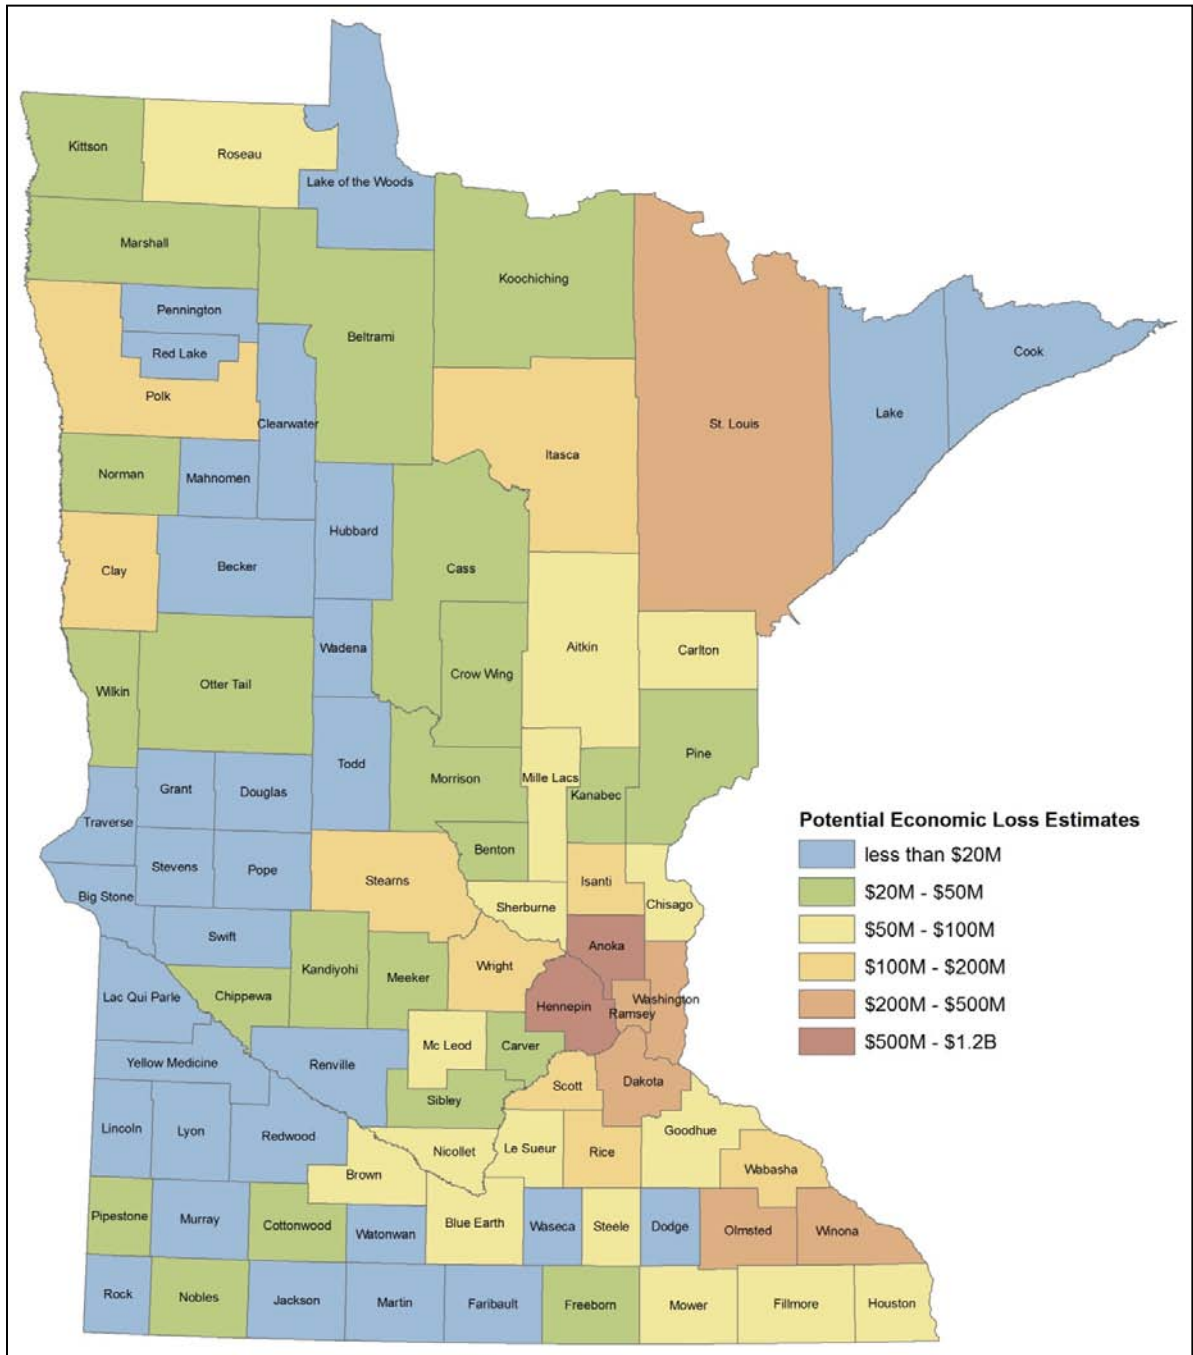 Kittson
Roseau
Lake of the Woods
Marshall
Koochiching
Pennington
Beltrami
Red Lake
Cook
Polk
Lake
Clearwater
St. Louis
Itasca
Norman
Mahnomen
Hubbard
Clay
Becker
Cass
Aitkin
Carlton
Wadena
Crow Wing
Otter Tail
Wilkin
Pine
Todd
Morrison
Mille Lacs
Grant
Douglas
Kanabec
Traverse
Potential Economic Loss Estimates
less than $20M
$20M - $50M
$50M - $100M
$100M - $200M
$200M - $500M
$500M - $1.2B
Benton
Stevens
Pope
Stearns
Isanti
Big Stone
Sherburne
Chisago
Swift
Anoka
Kandiyohi
Wright
Meeker
Lac Qui Parle
Chippewa
Washington
Hennepin
Ramsey
Mc Leod
Carver
Yellow Medicine
Renville
Scott
Dakota
Sibley
Lincoln
Lyon
Redwood
Goodhue
Nicollet
Le Sueur
Rice
Brown
Wabasha
Pipestone
Murray
Cottonwood
Watonwan
Blue Earth
Waseca
Steele
Dodge
Olmsted
Winona
Rock
Nobles
Jackson
Martin
Faribault
Freeborn
Mower
Fillmore
Houston